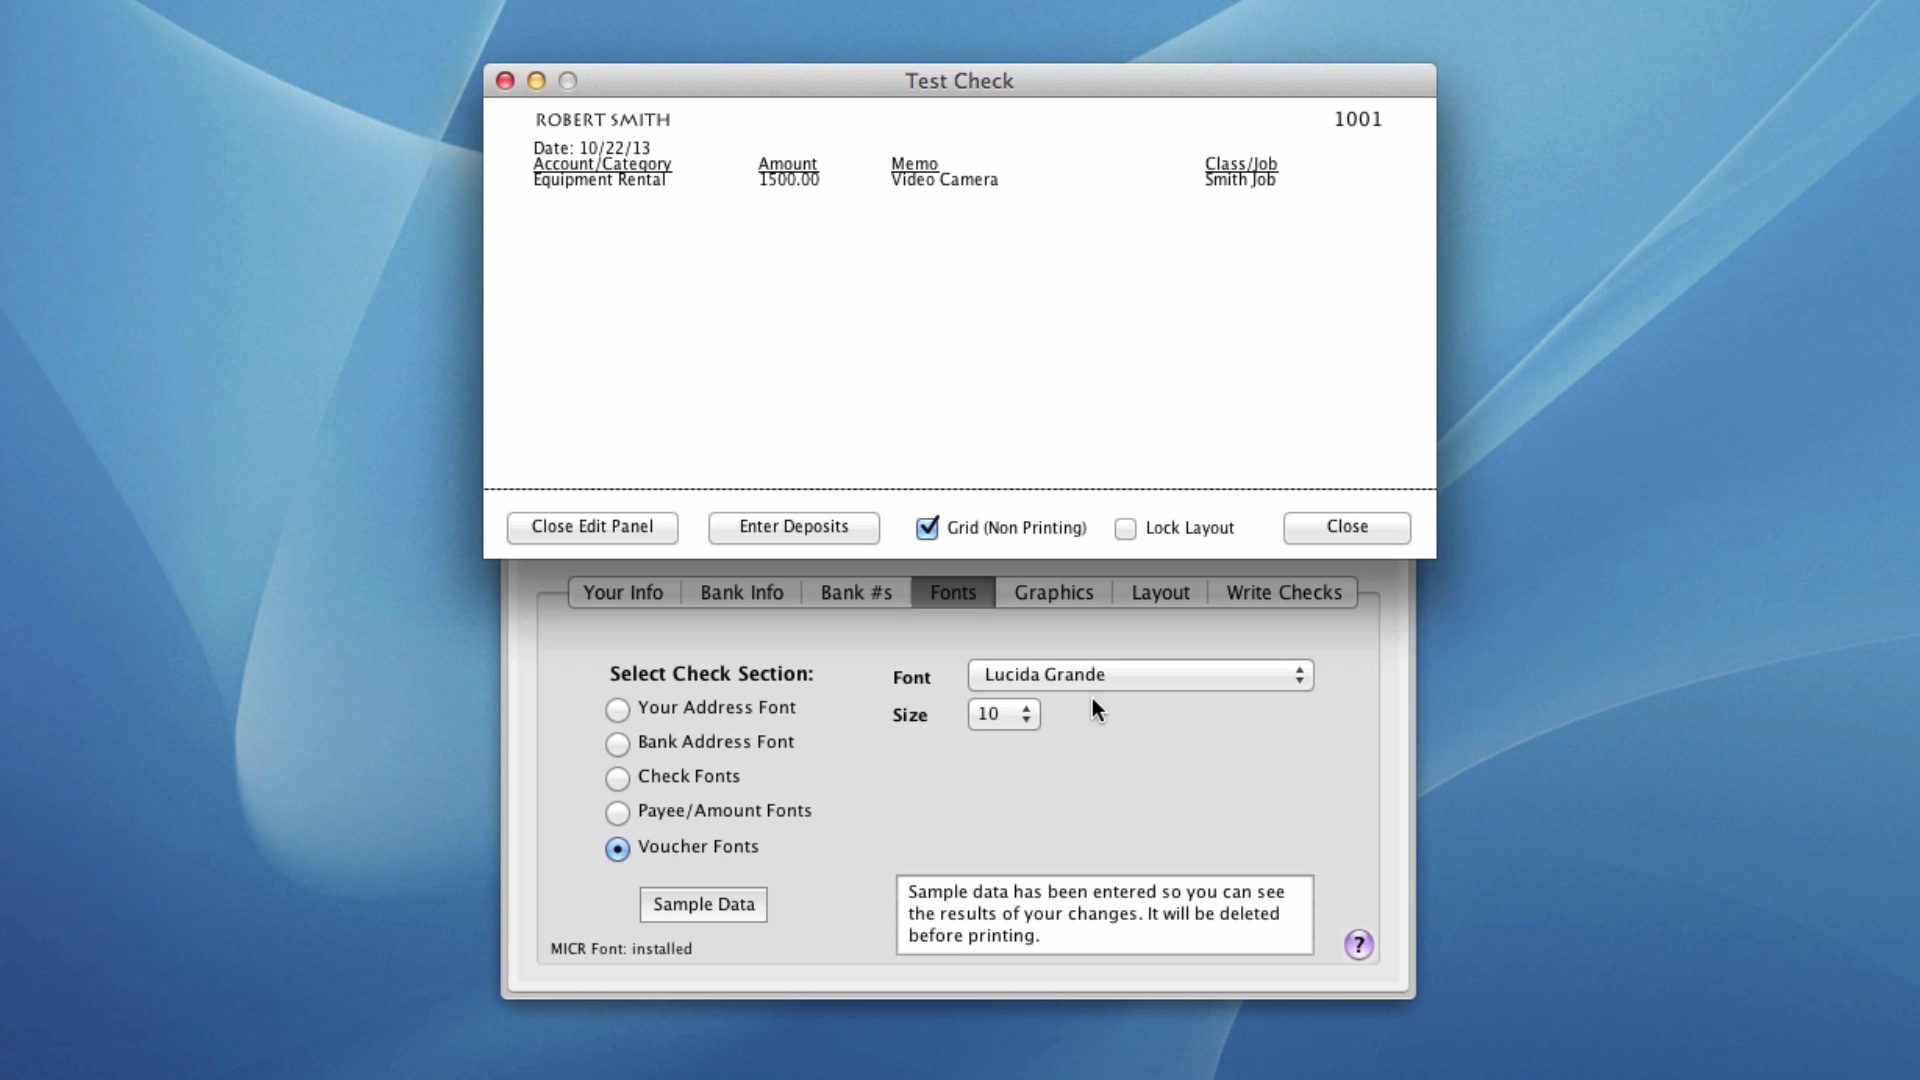 Test Check
ROBERT SMITH 1001
Date: 10/22/13
Account/Category Amount Memo Class/Job
Equipment Rental 1500.00 Video Camera Smith Job
Close Edit Panel Enter Deposits Grid (Non Printing) Lock Layout Close
Your Info Bank Info Bank #s Fonts Graphics Layout Write Checks
Select Check Section: Font Lucida Grande
Your Address Font Size 10
Bank Address Font
Check Fonts
Payee/Amount Fonts
Voucher Fonts
Sample Data
Sample data has been entered so you can see
the results of your changes. It will be deleted
before printing.
MICR Font: installed
?